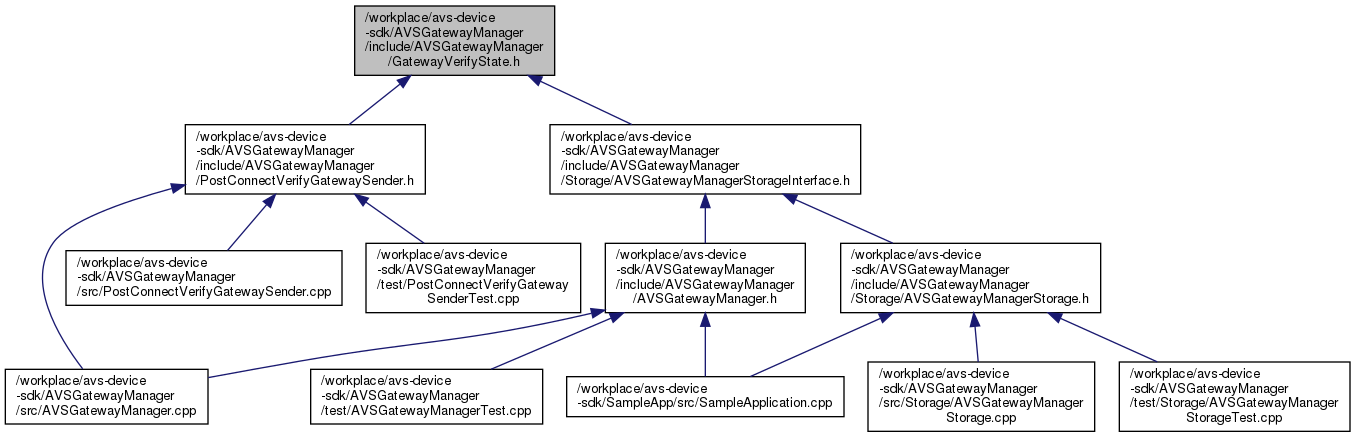 /workplace/avs-device
-sdk/AVSGatewayManager
/include/AVSGatewayManager
/GatewayVerifyState.h
/workplace/avs-device
-sdk/AVSGatewayManager
/include/AVSGatewayManager
/PostConnectVerifyGatewaySender.h
/workplace/avs-device
-sdk/AVSGatewayManager
/include/AVSGatewayManager
/Storage/AVSGatewayManagerStorageInterface.h
/workplace/avs-device
-sdk/AVSGatewayManager
/src/PostConnectVerifyGatewaySender.cpp
/workplace/avs-device
-sdk/AVSGatewayManager
/test/PostConnectVerifyGateway
SenderTest.cpp
/workplace/avs-device
-sdk/AVSGatewayManager
/include/AVSGatewayManager
/AVSGatewayManager.h
/workplace/avs-device
-sdk/AVSGatewayManager
/include/AVSGatewayManager
/Storage/AVSGatewayManagerStorage.h
/workplace/avs-device
-sdk/AVSGatewayManager
/src/AVSGatewayManager.cpp
/workplace/avs-device
-sdk/AVSGatewayManager
/test/AVSGatewayManagerTest.cpp
/workplace/avs-device
-sdk/SampleApp/src/SampleApplication.cpp
/workplace/avs-device
-sdk/AVSGatewayManager
/src/Storage/AVSGatewayManager
Storage.cpp
/workplace/avs-device
-sdk/AVSGatewayManager
/test/Storage/AVSGatewayManager
StorageTest.cpp